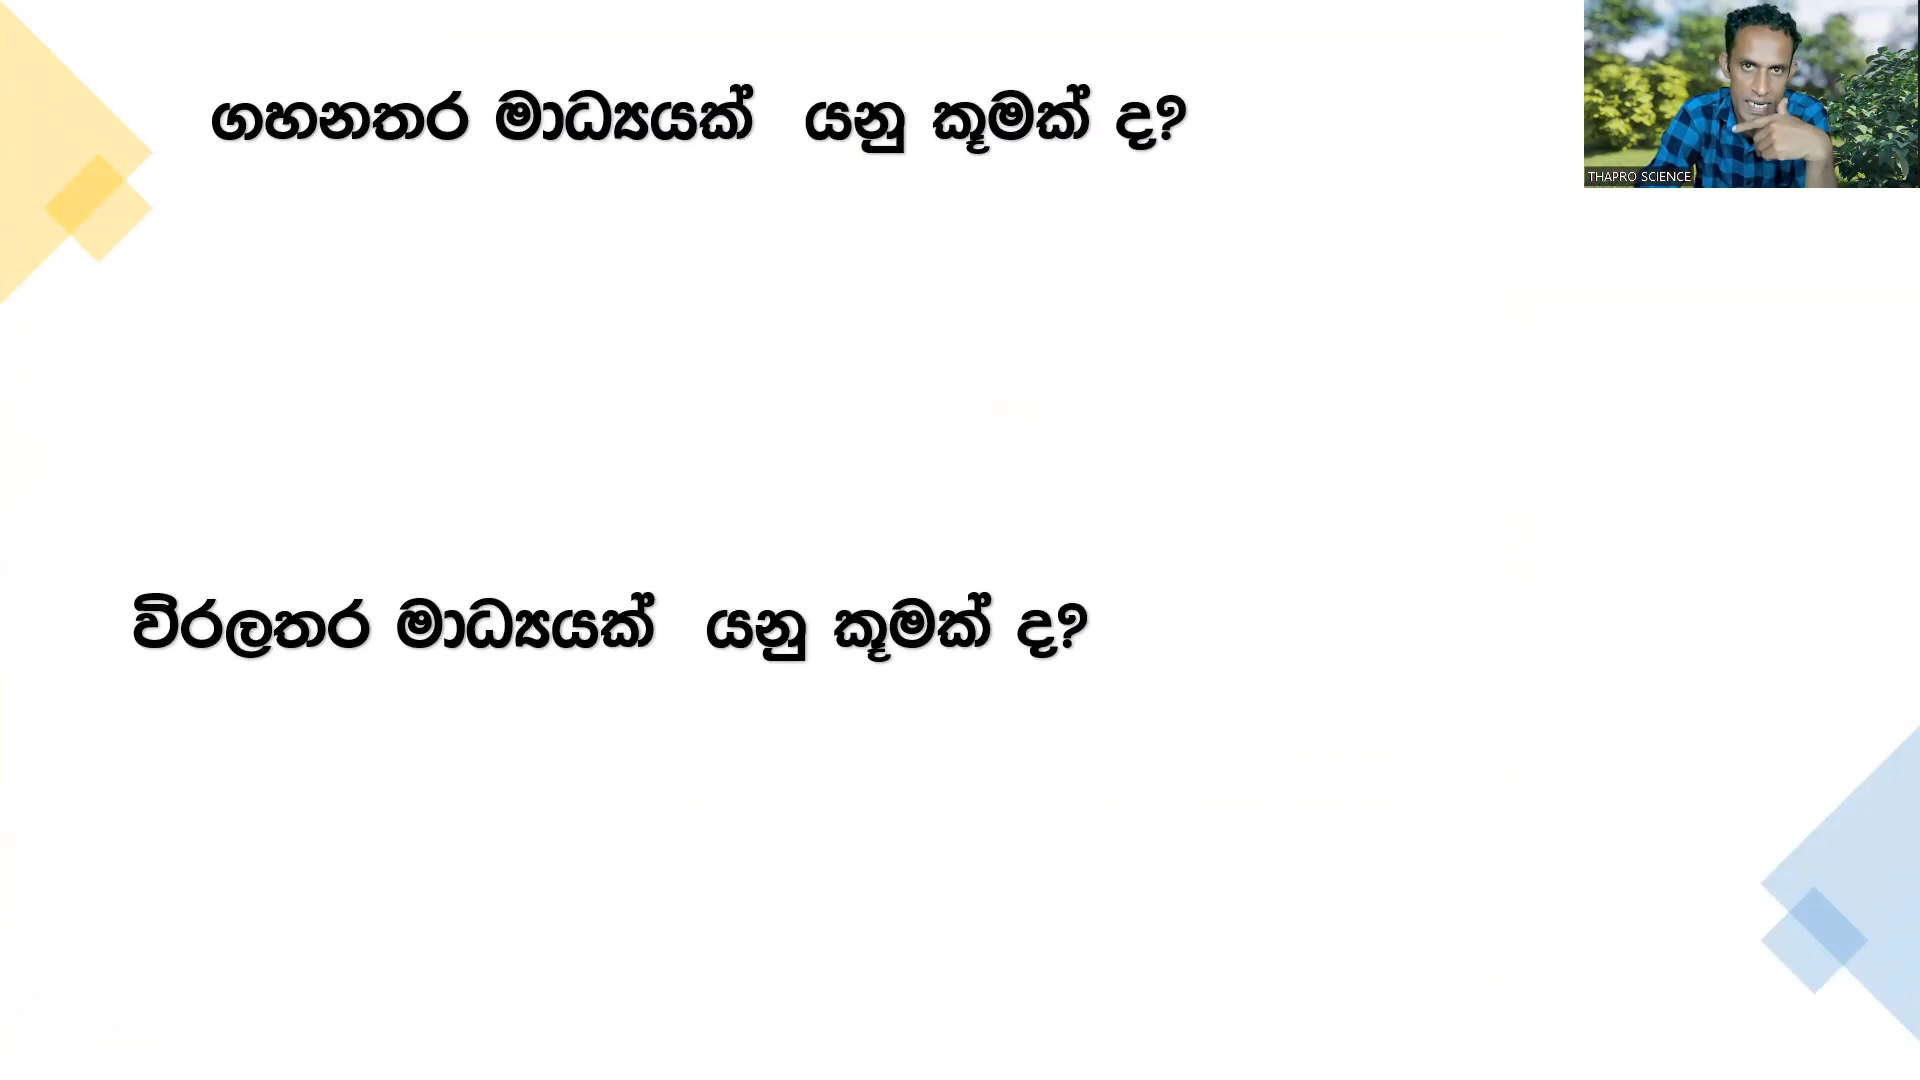 ගහනතර මාධ්‍යයක් යනු කුමක් ද?
THAPRO SCIENCE
විරලතර මාධ්‍යයක් යනු කුමක් ද?